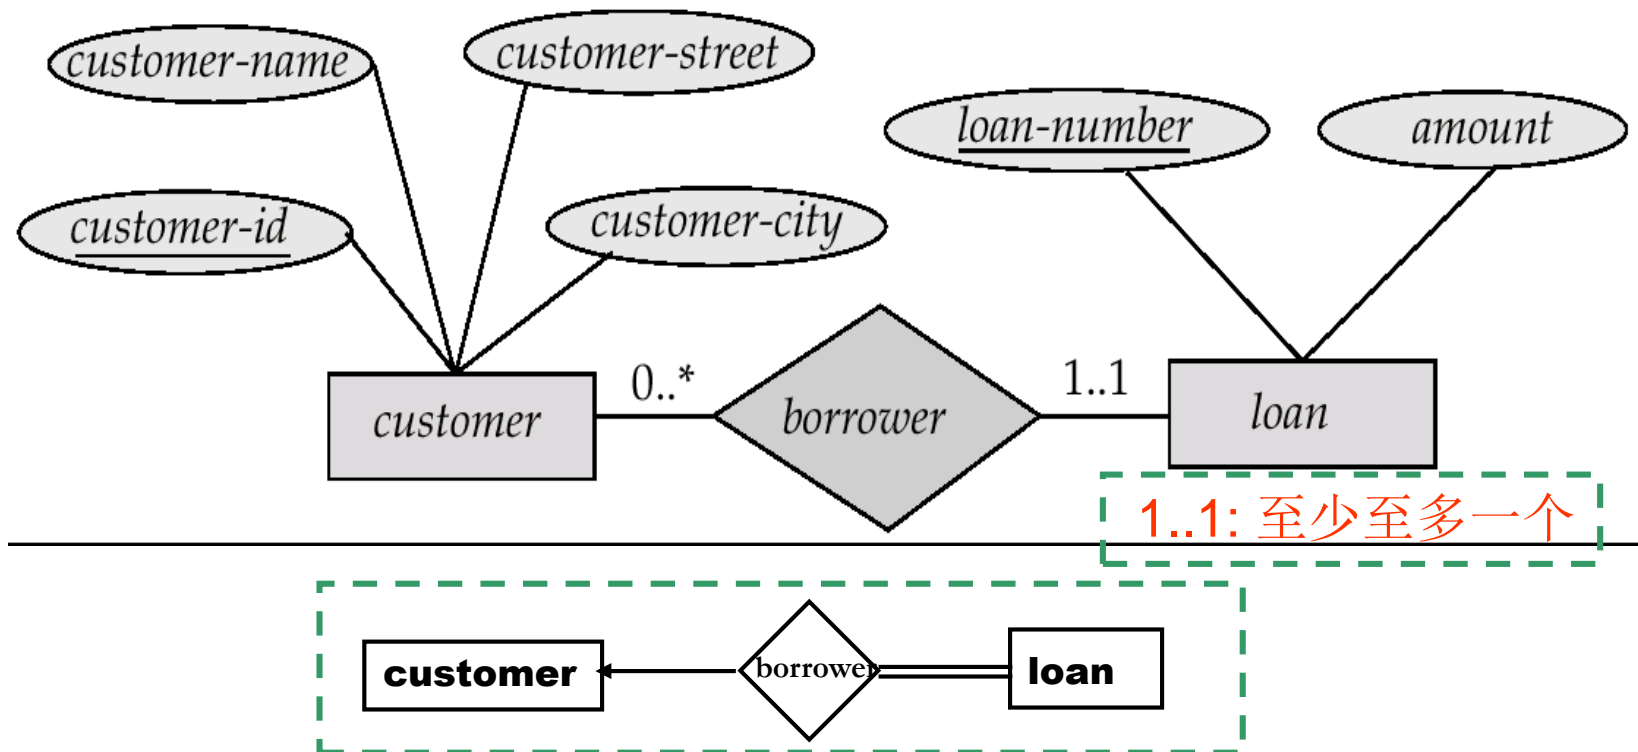 customer-name
customer-street
loan-number
amount
customer-id
customer-city
customer
0..*
borrower
1..1
loan
1..1: 至少至多一个
customer
borrower
loan